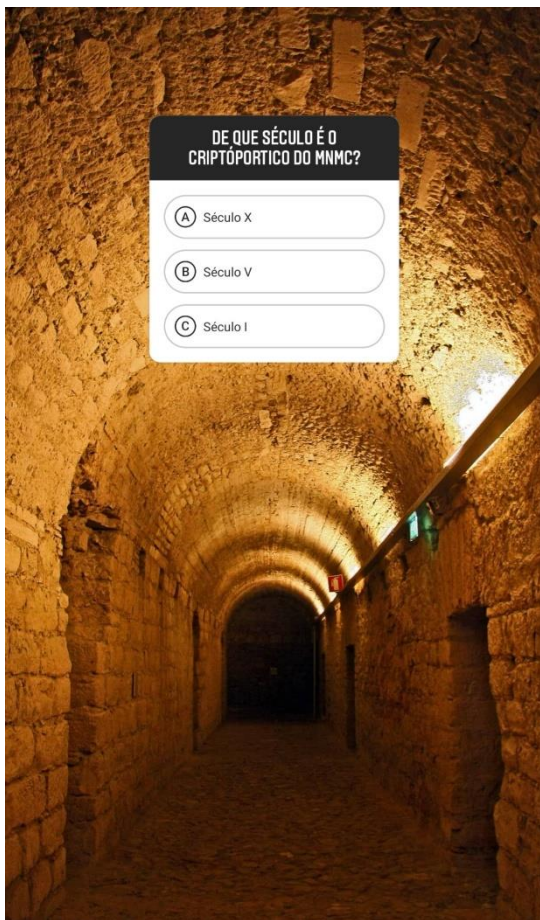 DE QUE SÉCULO É O
CRIPTÓPORTICO DO MNMC?
A Século X
B Século V
C Século I